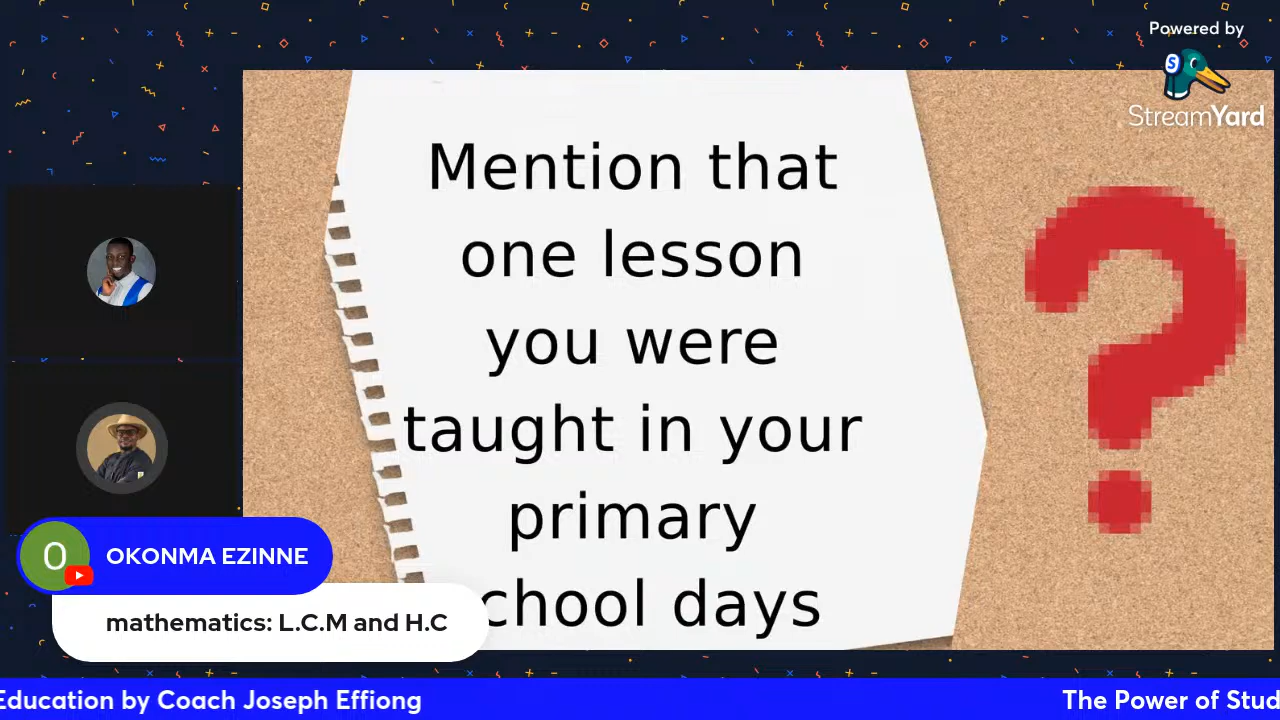 Powered by
StreamYard
Mention that
one lesson
you were
taught in your
primary
chool days
?
O
OKONMA EZINNE
mathematics: L.C.M and H.C
Education by Coach Joseph Effiong
The Power of Stud